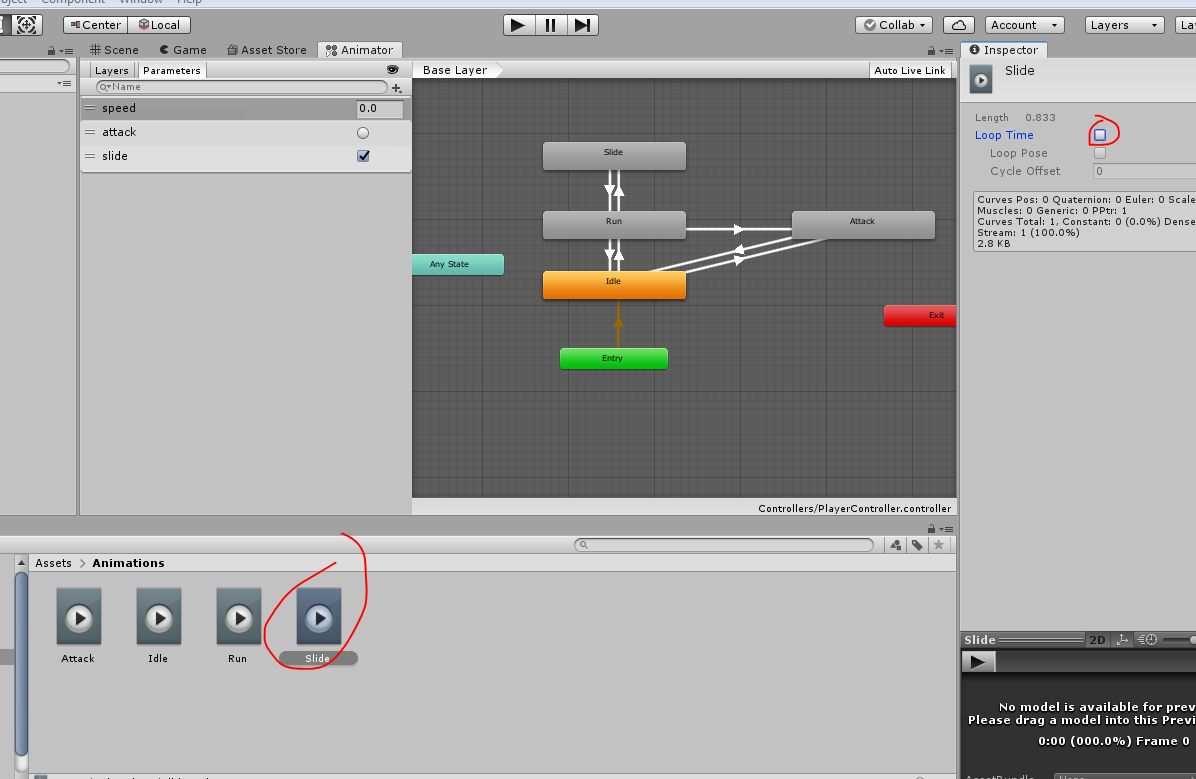 Component Window Help
Center Local Collab Account Layers
Scene Game Asset Store Animator
Inspector
Layers Parameters
Name
speed 0.0
attack
slide
Base Layer Auto Live Link
Slide
Run
Attack
Any State
Idle
Exit
Entry
Controllers/PlayerController.controller
Slide
Length 0.833
Loop Time
Loop Pose
Cycle Offset 0
Curves Pos: 0 Quaternion: 0 Euler: 0 Scale
Muscles: 0 Generic: 0 PPtr: 1
Curves Total: 1, Constant: 0 (0.0%) Dense
Stream: 1 (100.0%)
2.8 KB
Assets > Animations
Attack Idle Run Slide
Slide 2D
No model is available for prev
Please drag a model into this Previ
0:00 (000.0%) Frame 0